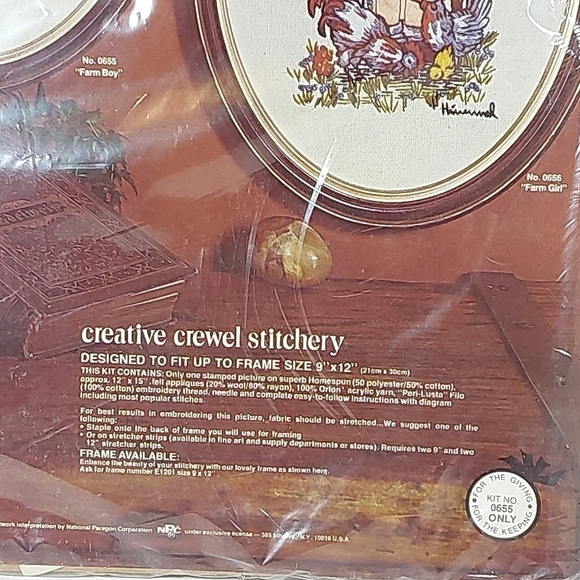 No. 0655
"Farm Boy"
Hummel
No. 0656
"Farm Girl"
creative crewel stitchery
DESIGNED TO FIT UP TO FRAME SIZE 9"x12" (21cm x 30cm)
THIS KIT CONTAINS: Only one stamped picture on superb Homespun (50 polyester/50% cotton),
approx. 12" x 15", felt appliques (20% wool/80% rayon), 100% Orlon acrylic yarn, "Peri-Lusta" Filo
(100% cotton) embroidery thread, needle and complete easy-to-follow instructions with diagram
including most popular stitches.
For best results in embroidering this picture, fabric should be stretched...We suggest one of the
following:
• Staple onto the back of frame you will use for framing
• Or on stretcher strips (available in fine art and supply departments or stores). Requires two 9" and two
12" stretcher strips.
FRAME AVAILABLE:
Enhance the beauty of your stitchery with our lovely frame as shown here.
Ask for frame number E1201 size 9 x 12"
work interpretation by National Paragon Corporation NPC under exclusive license — 385 5th Ave., N.Y. 10016 U.S.A.
• FOR THE GIVING •
KIT NO.
0655
ONLY
FOR THE KEEPING